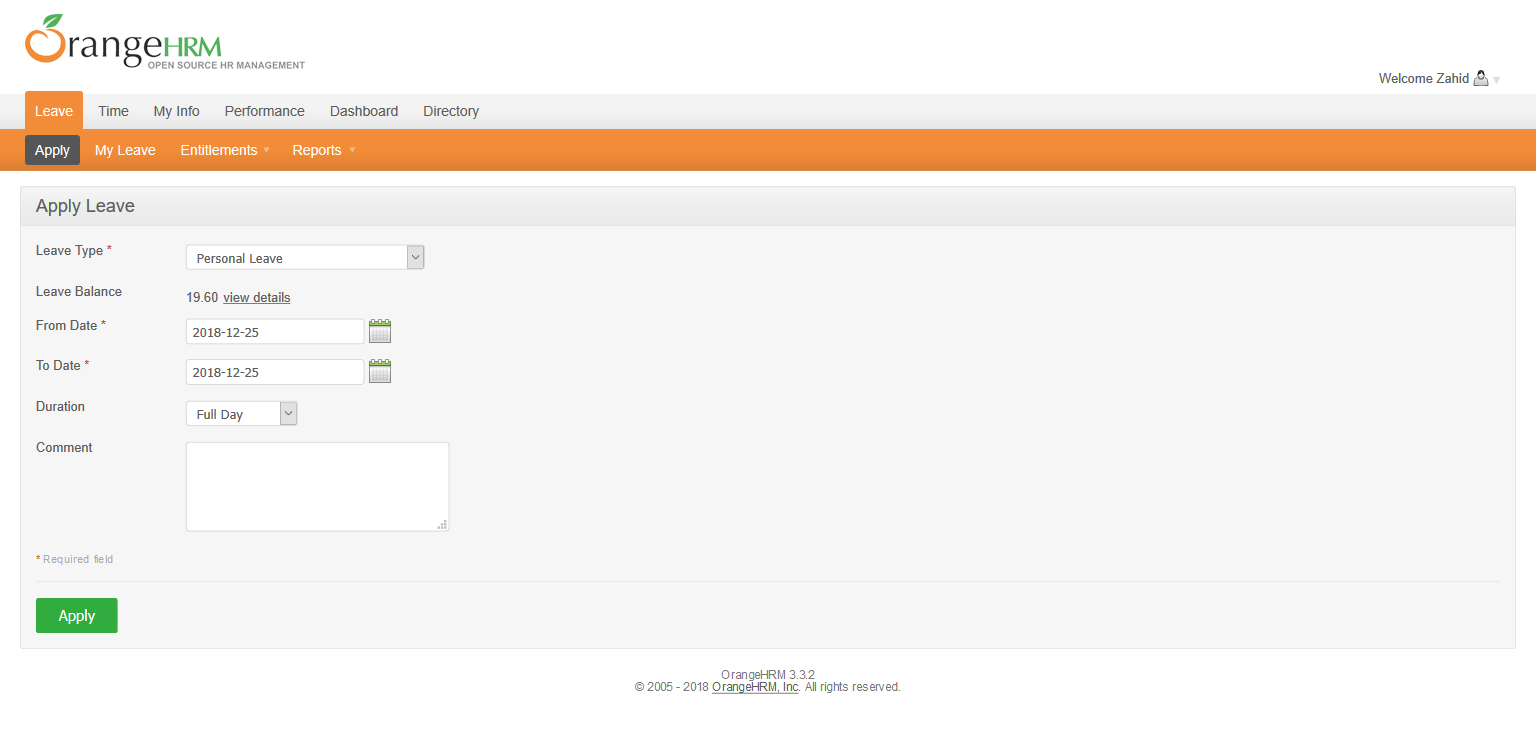 OrangeHRM
OPEN SOURCE HR MANAGEMENT
Welcome Zahid
Leave Time My Info Performance Dashboard Directory
Apply My Leave Entitlements Reports
Apply Leave
Leave Type * Personal Leave
Leave Balance 19.60 view details
From Date * 2018-12-25
To Date * 2018-12-25
Duration Full Day
Comment
* Required field
Apply
OrangeHRM 3.3.2
© 2005 - 2018 OrangeHRM, Inc. All rights reserved.